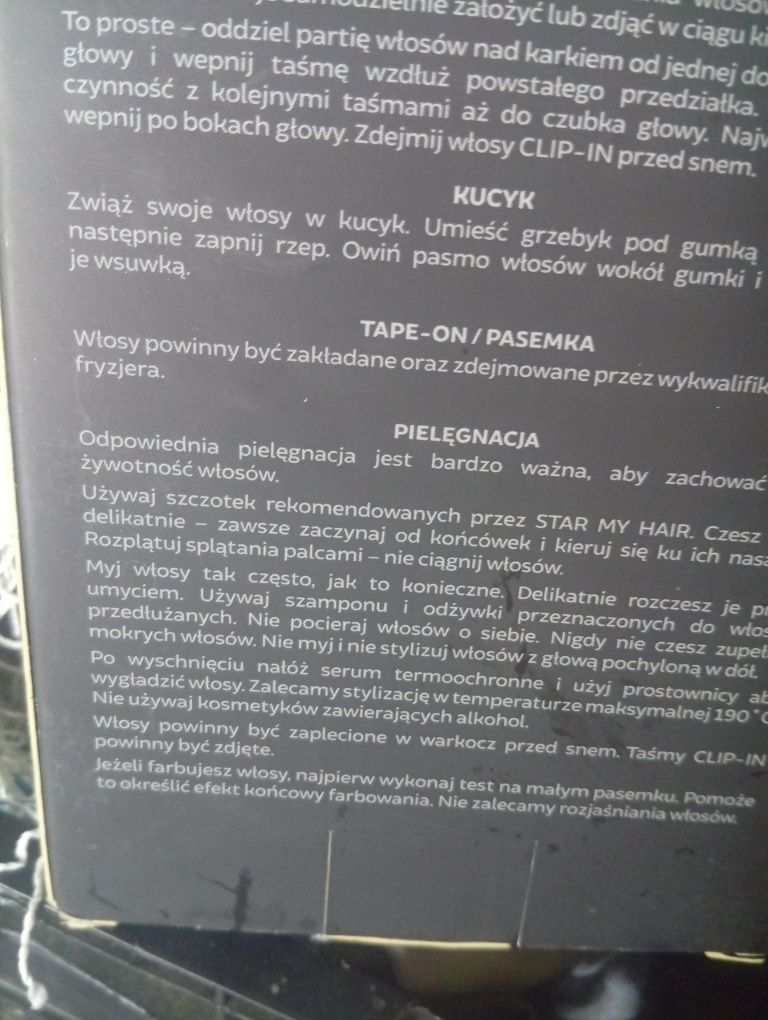 założyć lub zdjąć w ciągu
To proste – oddziel partię włosów nad karkiem od jednej do
głowy i wepnij taśmę wzdłuż powstałego przedziałka.
czynność z kolejnymi taśmami aż do czubka głowy.
wepnij po bokach głowy. Zdejmij włosy CLIP-IN przed snem.
KUCYK
Zwiąż swoje włosy w kucyk. Umieść grzebyk pod gumką
następnie zapnij rzep. Owiń pasmo włosów wokół gumki i
je wsuwką.
TAPE-ON / PASEMKA
Włosy powinny być zakładane oraz zdejmowane przez
fryzjera.
PIELĘGNACJA
Odpowiednia pielęgnacja jest bardzo ważna, aby zachować
żywotność włosów.
Używaj szczotek rekomendowanych przez STAR MY HAIR. Czesz
delikatnie – zawsze zaczynaj od końcówek i kieruj się ku ich
Rozplątuj splątania palcami – nie ciągnij włosów.
Myj włosy tak często, jak to konieczne. Delikatnie rozczesz je
umyciem. Używaj szamponu i odżywki przeznaczonych do
przedłużanych. Nie pocieraj włosów o siebie. Nigdy nie czesz
mokrych włosów. Nie myj i nie stylizuj włosów z głową pochyloną w dół.
Po wyschnięciu nałóż serum termoochronne i użyj prostownicy
wygładzić włosy. Zalecamy stylizację w temperaturze maksymalnej 190 °C
Nie używaj kosmetyków zawierających alkohol.
Włosy powinny być zaplecione w warkocz przed snem. Taśmy CLIP-IN
powinny być zdjęte.
Jeżeli farbujesz włosy, najpierw wykonaj test na małym pasemku. Pomoże
to określić efekt końcowy farbowania. Nie zalecamy rozjaśniania włosów.